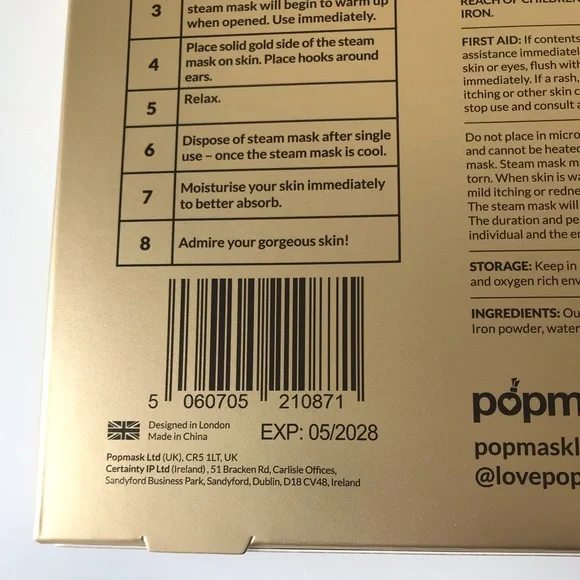 3
steam mask will begin to warm up
when opened. Use immediately.
4
Place solid gold side of the steam
mask on skin. Place hooks around
ears.
5
Relax.
6
Dispose of steam mask after single
use – once the steam mask is cool.
7
Moisturise your skin immediately
to better absorb.
8
Admire your gorgeous skin!
5 060705 210871
Designed in London
Made in China
EXP: 05/2028
Popmask Ltd (UK), CR5 1LT, UK
Certainty IP Ltd (Ireland), 51 Bracken Rd, Carlisle Offices,
Sandyford Business Park, Sandyford, Dublin, D18 CV48, Ireland
REACH OF CHILDREN
IRON.
FIRST AID: If contents
assistance immediatel
skin or eyes, flush with
immediately. If a rash,
itching or other skin c
stop use and consult a
Do not place in micro
and cannot be heated
mask. Steam mask m
torn. When skin is wa
mild itching or redne
The steam mask will
The duration and pe
individual and the en
STORAGE: Keep in
and oxygen rich env
INGREDIENTS: Ou
Iron powder, water
popm
popmaskl
@lovepop